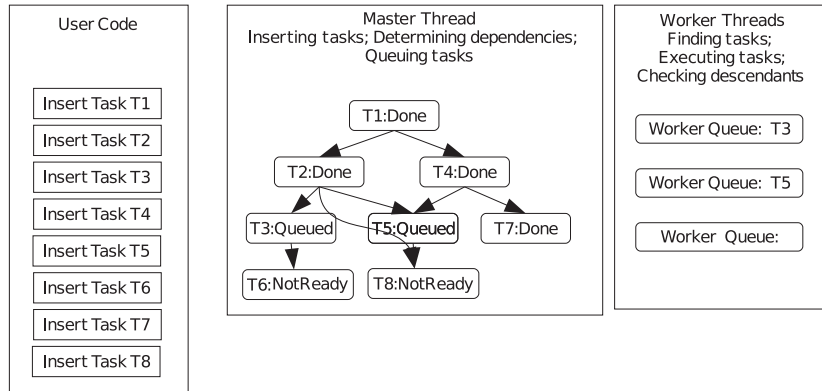 User Code
Insert Task T1
Insert Task T2
Insert Task T3
Insert Task T4
Insert Task T5
Insert Task T6
Insert Task T7
Insert Task T8
Master Thread
Inserting tasks; Determining dependencies;
Queuing tasks
T1:Done
T2:Done
T4:Done
T3:Queued
T5:Queued
T7:Done
T6:NotReady
T8:NotReady
Worker Threads
Finding tasks;
Executing tasks;
Checking descendants
Worker Queue: T3
Worker Queue: T5
Worker Queue: